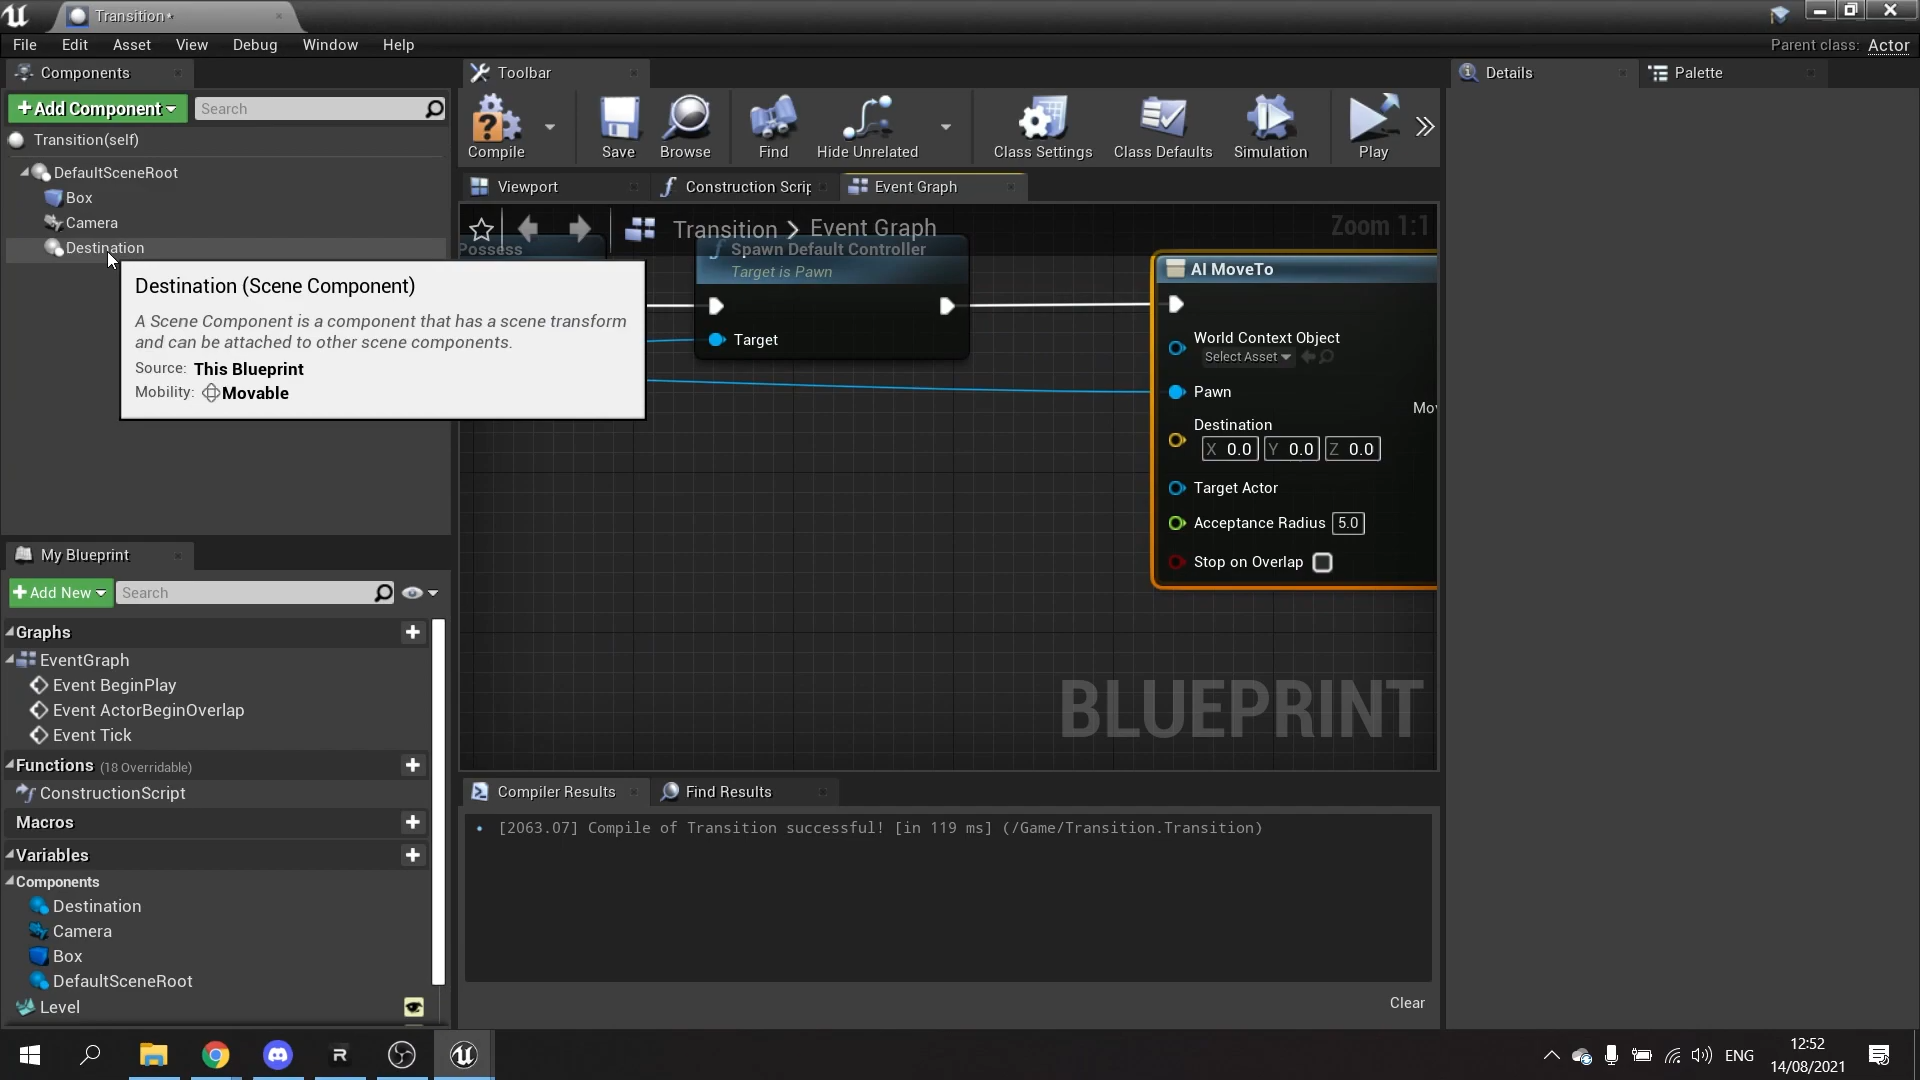 Transition*
File Edit Asset View Debug Window Help
Parent class: Actor
Components
Toolbar
Details
Palette
+Add Component
Search
Transition(self)
DefaultSceneRoot
Box
Camera
Destination
Compile
Save
Browse
Find
Hide Unrelated
Class Settings
Class Defaults
Simulation
Play
Viewport
Construction Scrip
Event Graph
Transition > Event Graph
Zoom 1:1
Possess
Spawn Default Controller
Target is Pawn
Target
AI MoveTo
World Context Object
Select Asset
Pawn
Mov
Destination
X 0.0 Y 0.0 Z 0.0
Target Actor
Acceptance Radius 5.0
Stop on Overlap
BLUEPRINT
Destination (Scene Component)
A Scene Component is a component that has a scene transform
and can be attached to other scene components.
Source: This Blueprint
Mobility: Movable
My Blueprint
+Add New
Search
Graphs
EventGraph
Event BeginPlay
Event ActorBeginOverlap
Event Tick
Functions (18 Overridable)
ConstructionScript
Macros
Variables
Components
Destination
Camera
Box
DefaultSceneRoot
Level
Compiler Results
Find Results
[2063.07] Compile of Transition successful! [in 119 ms] (/Game/Transition.Transition)
Clear
R
ENG
12:52
14/08/2021